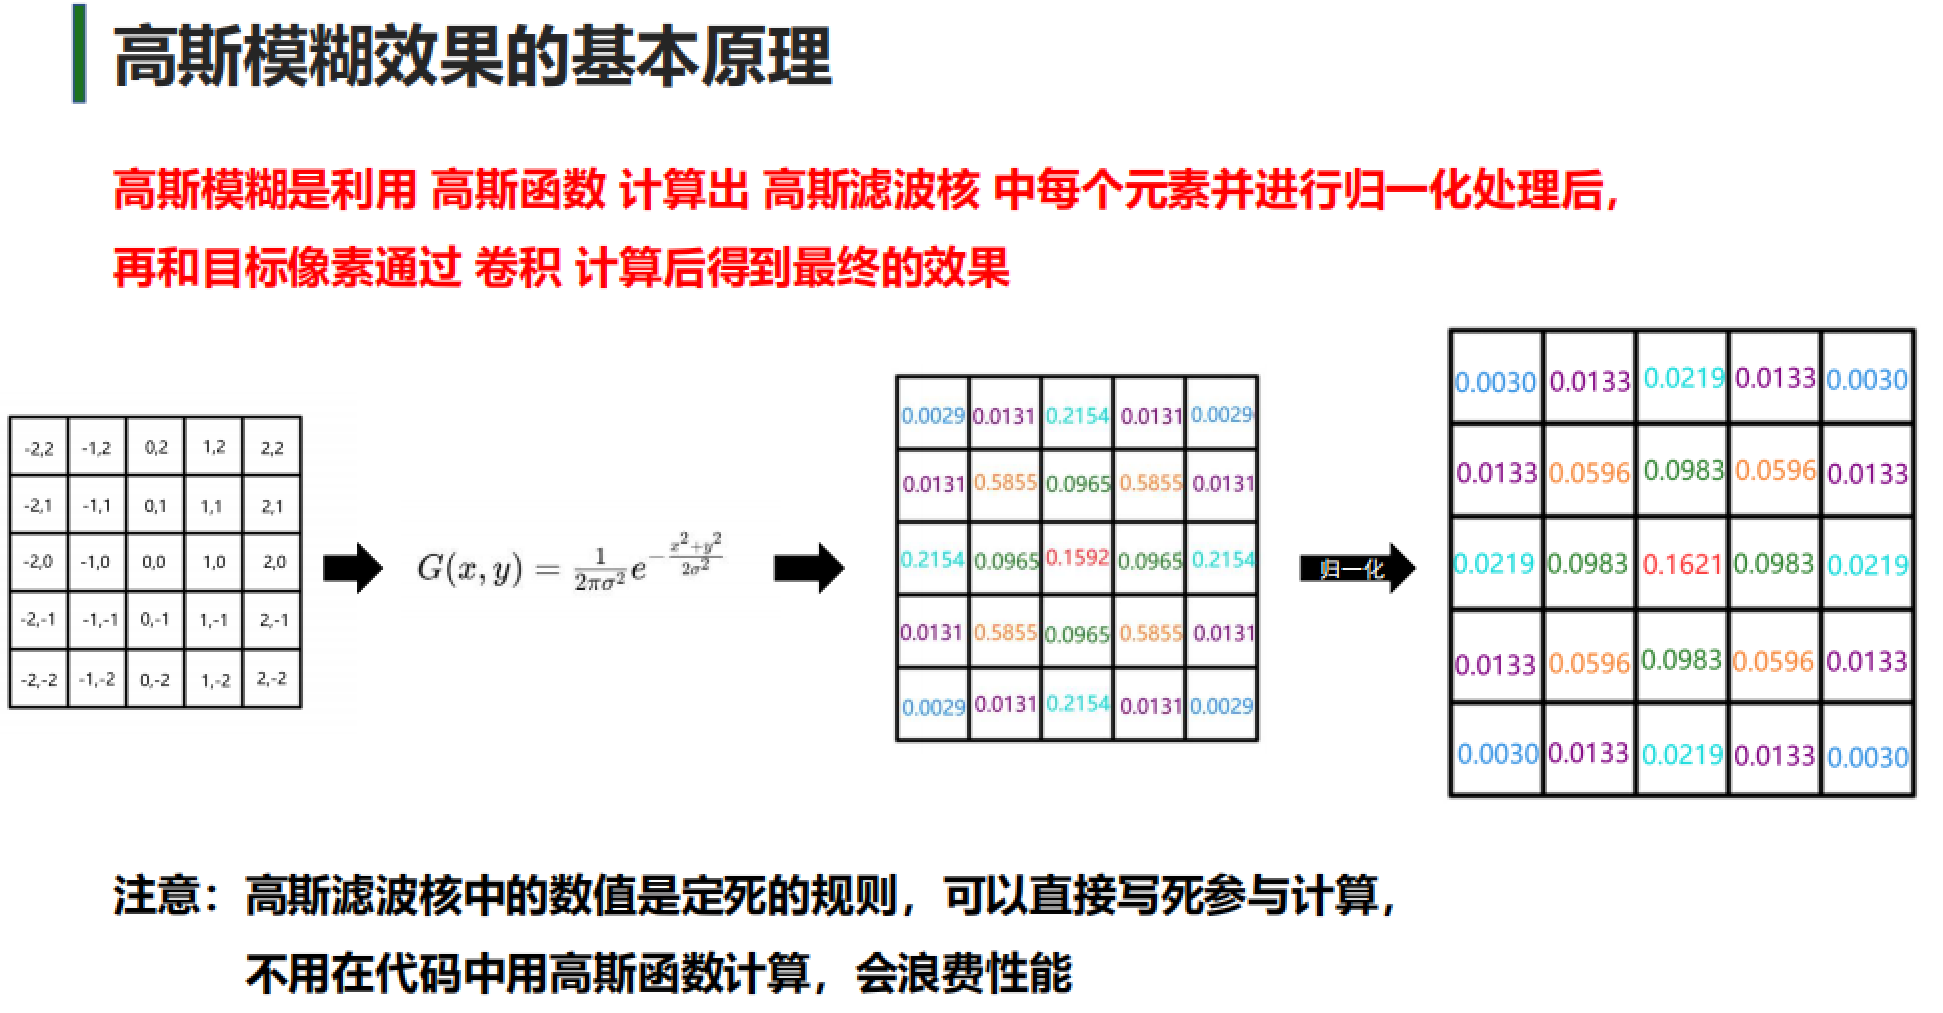 高斯模糊效果的基本原理
高斯模糊是利用 高斯函数 计算出 高斯滤波核 中每个元素并进行归一化处理后,
再和目标像素通过 卷积 计算后得到最终的效果
-2,2 -1,2 0,2 1,2 2,2
-2,1 -1,1 0,1 1,1 2,1
-2,0 -1,0 0,0 1,0 2,0
-2,-1 -1,-1 0,-1 1,-1 2,-1
-2,-2 -1,-2 0,-2 1,-2 2,-2
G(x, y) = \frac{1}{2πσ^2} e^{-\frac{x^2+y^2}{2σ^2}}
0.0029 0.0131 0.2154 0.0131 0.0029
0.0131 0.5855 0.0965 0.5855 0.0131
0.2154 0.0965 0.1592 0.0965 0.2154
0.0131 0.5855 0.0965 0.5855 0.0131
0.0029 0.0131 0.2154 0.0131 0.0029
归一化
0.0030 0.0133 0.0219 0.0133 0.0030
0.0133 0.0596 0.0983 0.0596 0.0133
0.0219 0.0983 0.1621 0.0983 0.0219
0.0133 0.0596 0.0983 0.0596 0.0133
0.0030 0.0133 0.0219 0.0133 0.0030
注意：高斯滤波核中的数值是定死的规则，可以直接写死参与计算，
不用在代码中用高斯函数计算，会浪费性能